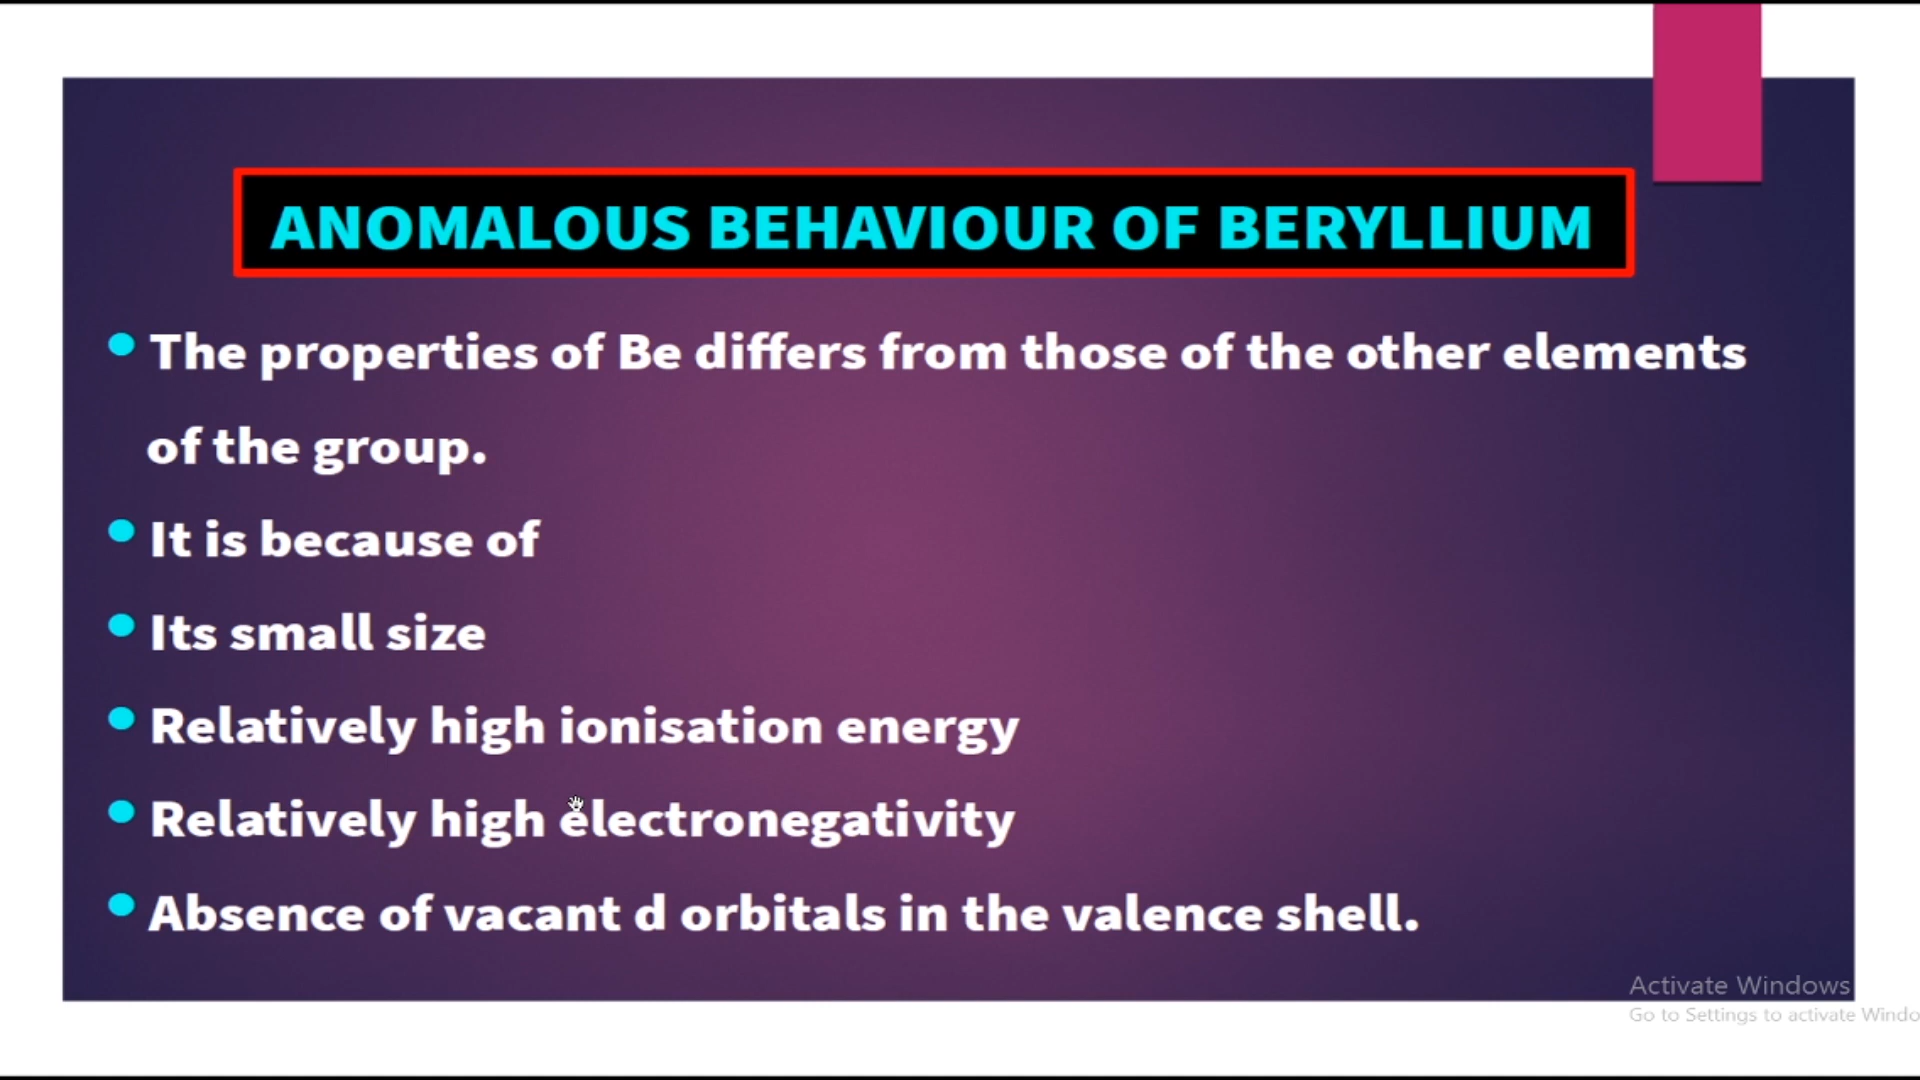 ANOMALOUS BEHAVIOUR OF BERYLLIUM
The properties of Be differs from those of the other elements
of the group.
It is because of
Its small size
Relatively high ionisation energy
Relatively high electronegativity
Absence of vacant d orbitals in the valence shell.
Activate Windows
Go to Settings to activate Windo